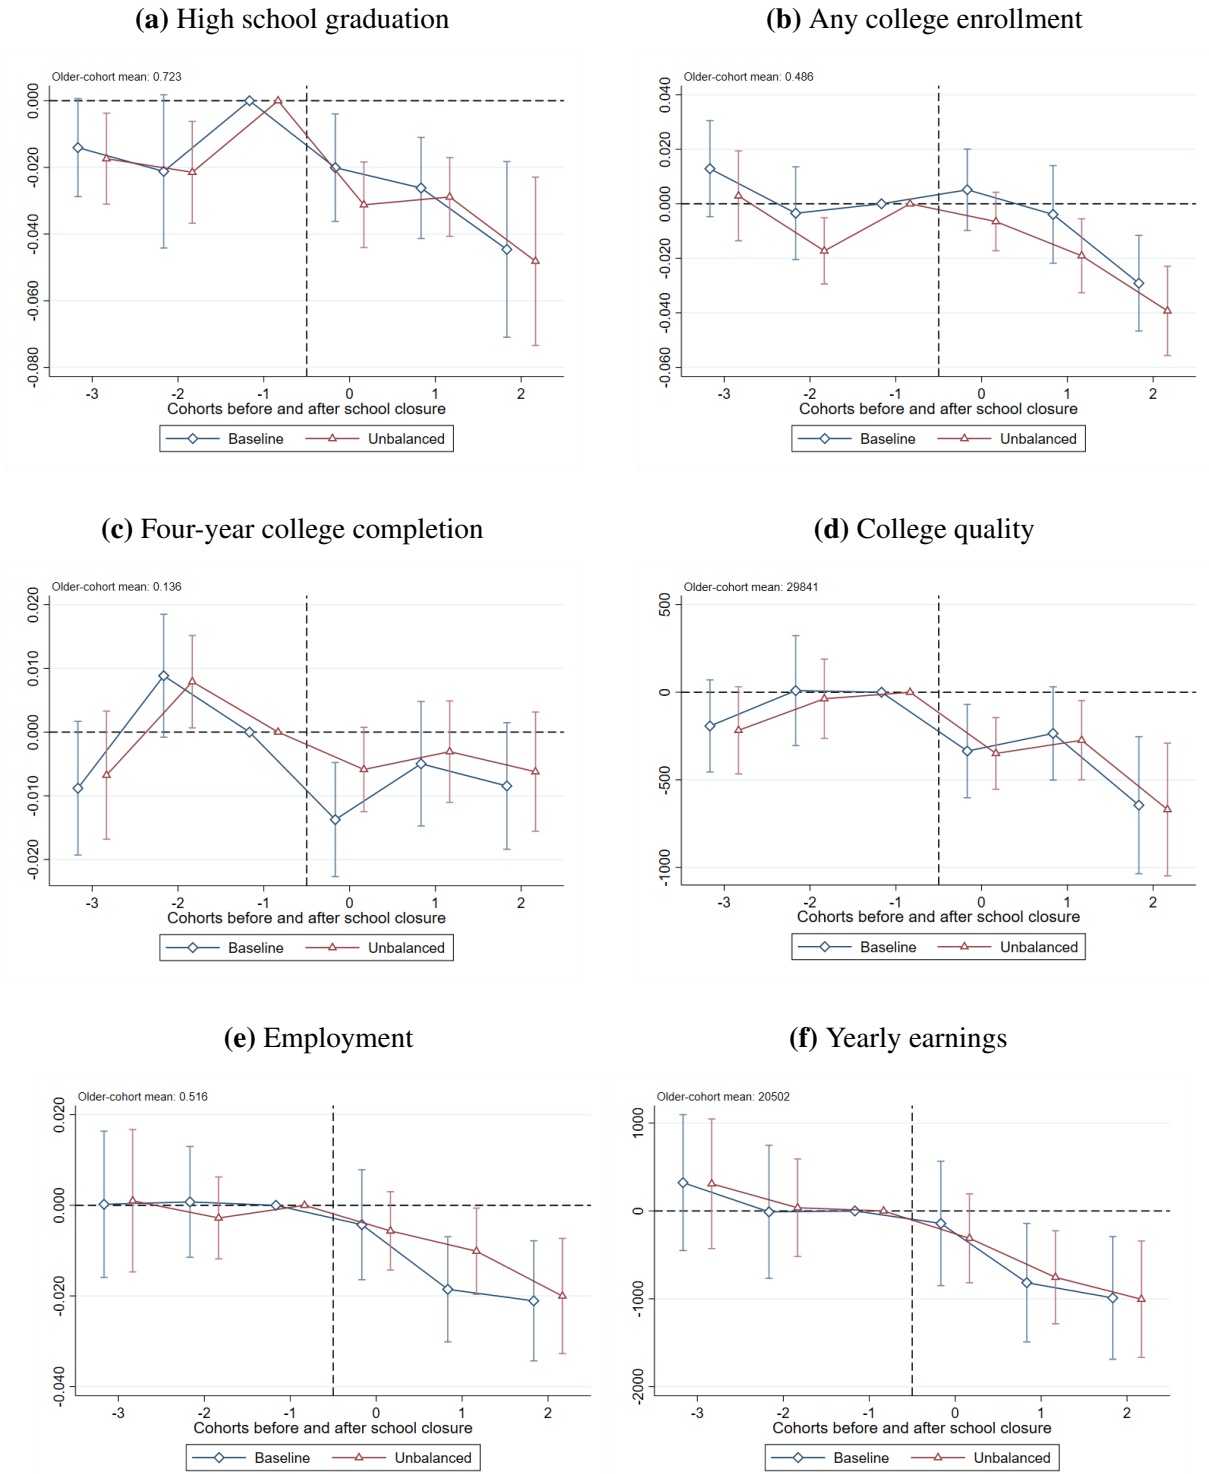 (a) High school graduation
Older-cohort mean: 0.723
0.000
-0.020
-0.040
-0.060
-0.080
-3 -2 -1 0 1 2
Cohorts before and after school closure
Baseline Unbalanced
(b) Any college enrollment
Older-cohort mean: 0.486
0.040
0.020
0.000
-0.020
-0.040
-0.060
-3 -2 -1 0 1 2
Cohorts before and after school closure
Baseline Unbalanced
(c) Four-year college completion
Older-cohort mean: 0.136
0.020
0.010
0.000
-0.010
-0.020
-3 -2 -1 0 1 2
Cohorts before and after school closure
Baseline Unbalanced
(d) College quality
Older-cohort mean: 29841
500
0
-500
-1000
-3 -2 -1 0 1 2
Cohorts before and after school closure
Baseline Unbalanced
(e) Employment
Older-cohort mean: 0.516
0.020
0.000
-0.020
-0.040
-3 -2 -1 0 1 2
Cohorts before and after school closure
Baseline Unbalanced
(f) Yearly earnings
Older-cohort mean: 20502
1000
0
-1000
-2000
-3 -2 -1 0 1 2
Cohorts before and after school closure
Baseline Unbalanced